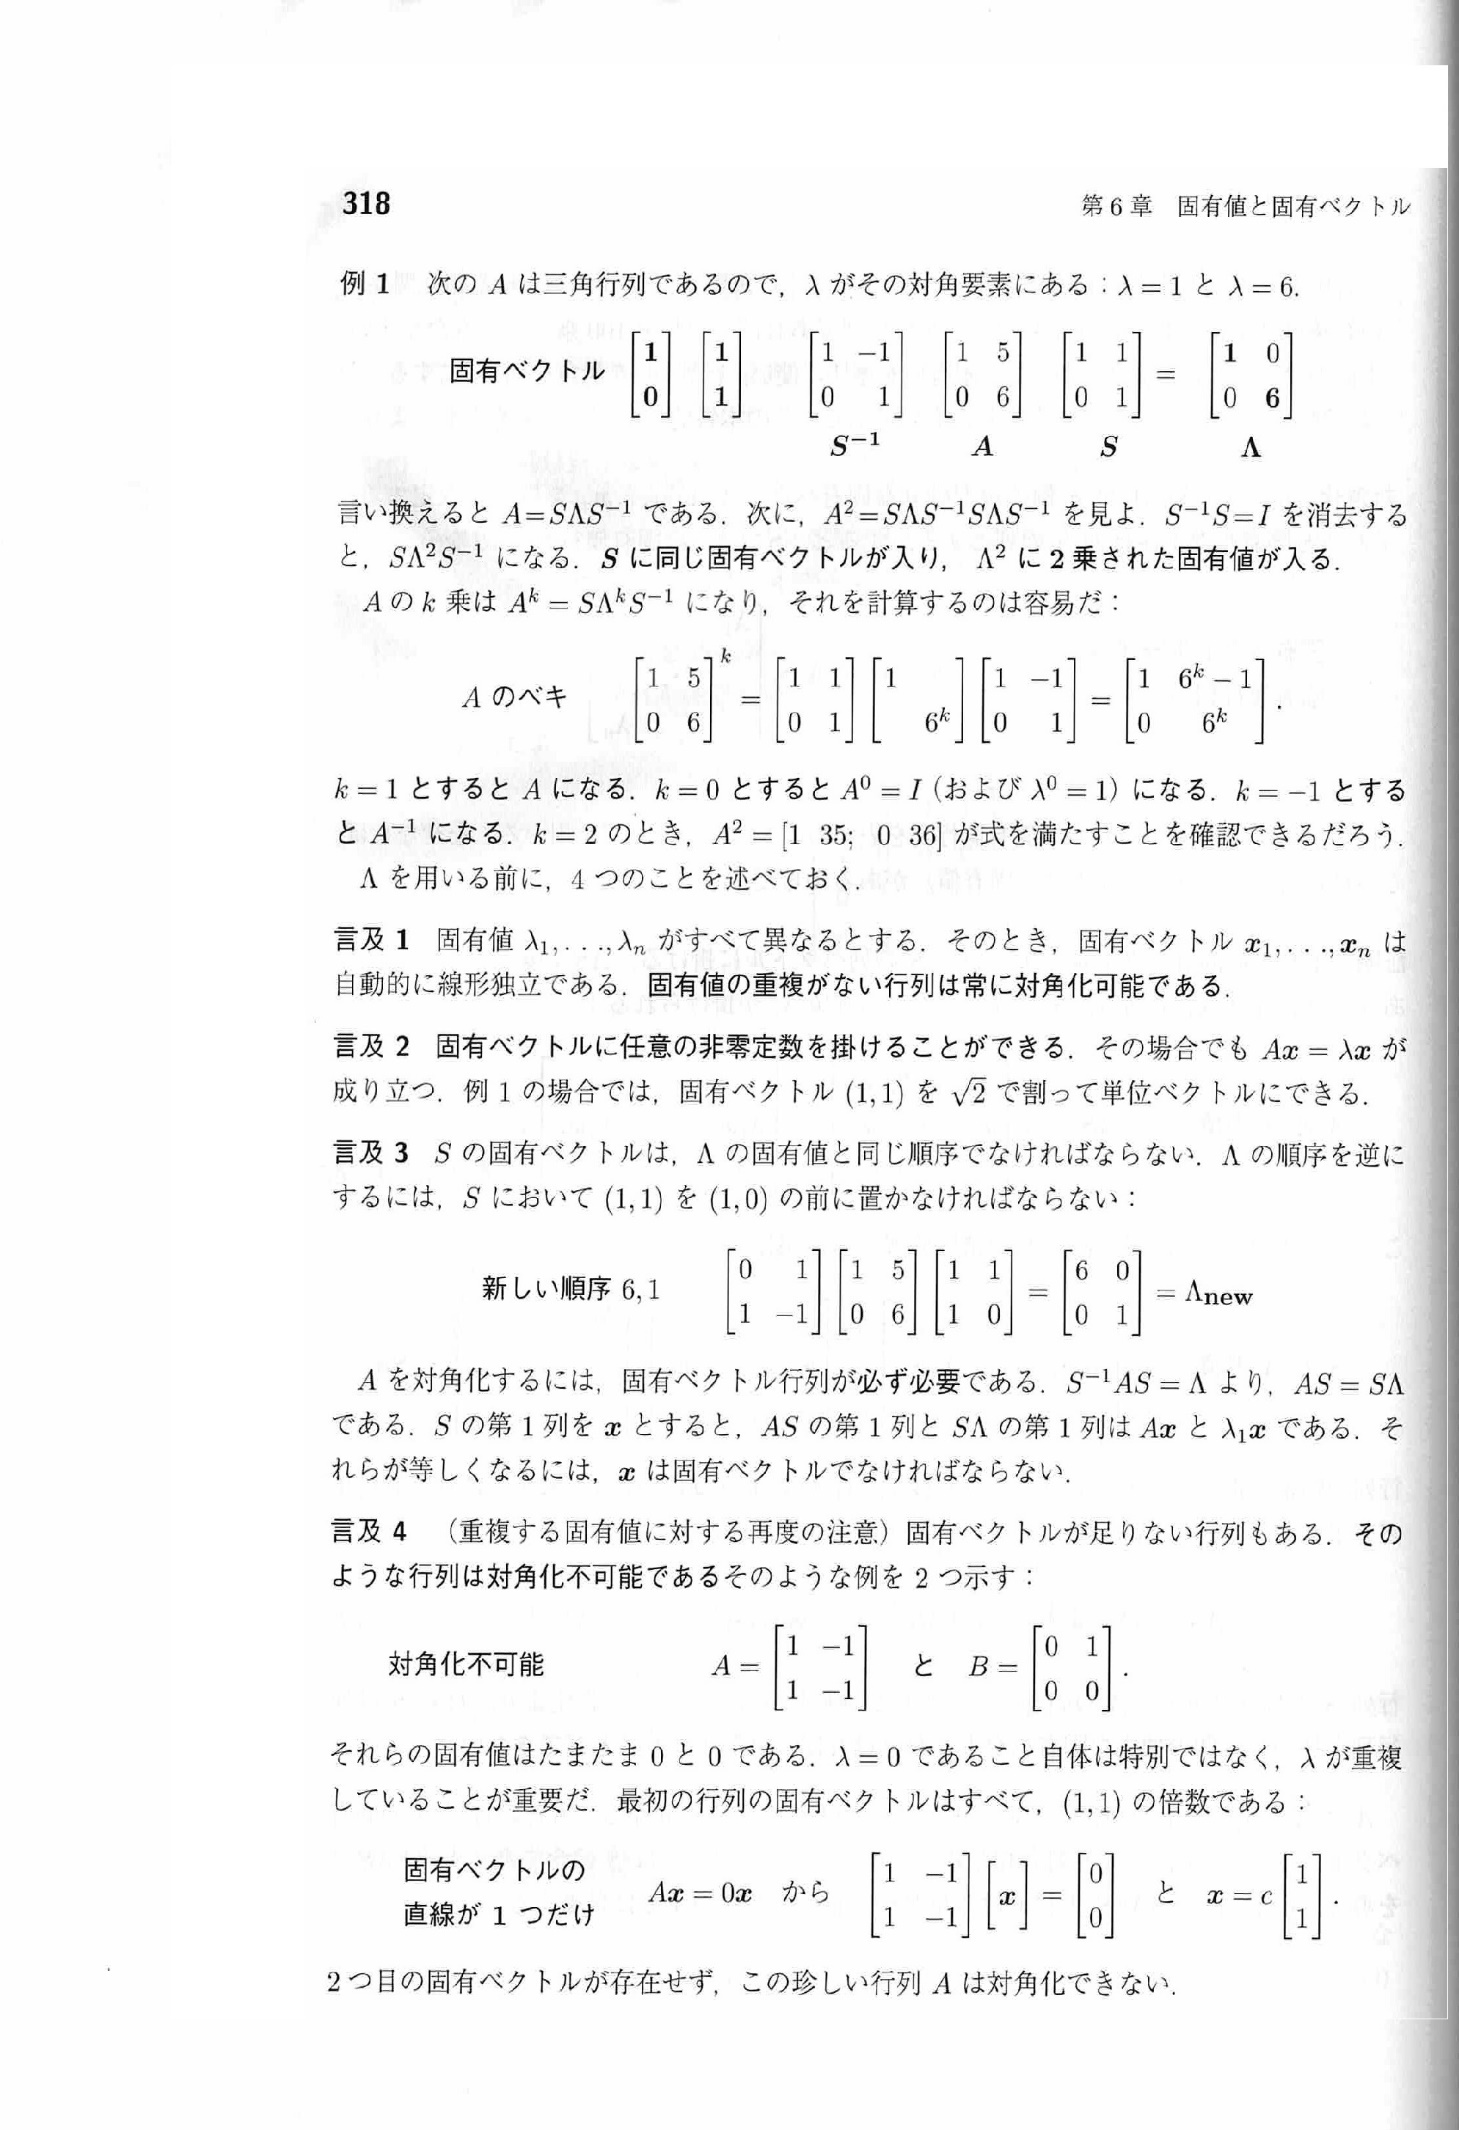 318
第 6 章　固有値と固有ベクトル
例 1　次の A は三角行列であるので，λ がその対角要素にある：λ = 1 と λ = 6.
固有ベクトル [1; 0] [1; 1]　[1 −1; 0 1] [1 5; 0 6] [1 1; 0 1] = [1 0; 0 6]
S⁻¹　A　S　Λ
言い換えると A=SΛS⁻¹ である．次に，A²=SΛS⁻¹SΛS⁻¹ を見よ．S⁻¹S=I を消去する
と，SΛ²S⁻¹ になる．S に同じ固有ベクトルが入り，Λ² に 2 乗された固有値が入る．
A の k 乗は Aᵏ = SΛᵏS⁻¹ になり，それを計算するのは容易だ：
A のベキ　[1 5; 0 6]ᵏ = [1 1; 0 1] [1 ; 6ᵏ] [1 −1; 0 1] = [1 6ᵏ − 1; 0 6ᵏ].
k = 1 とすると A になる．k = 0 とすると A⁰ = I (および λ⁰ = 1) になる．k = −1 とする
と A⁻¹ になる．k = 2 のとき，A² = [1 35; 0 36] が式を満たすことを確認できるだろう．
Λ を用いる前に，4 つのことを述べておく．
言及 1　固有値 λ₁, . . ., λₙ がすべて異なるとする．そのとき，固有ベクトル x₁, . . ., xₙ は
自動的に線形独立である．固有値の重複がない行列は常に対角化可能である．
言及 2　固有ベクトルに任意の非零定数を掛けることができる．その場合でも Ax = λx が
成り立つ．例 1 の場合では，固有ベクトル (1, 1) を √2 で割って単位ベクトルにできる．
言及 3　S の固有ベクトルは，Λ の固有値と同じ順序でなければならない．Λ の順序を逆に
するには，S において (1, 1) を (1, 0) の前に置かなければならない：
新しい順序 6, 1　[0 1; 1 −1] [1 5; 0 6] [1 1; 1 0] = [6 0; 0 1] = Λnew
A を対角化するには，固有ベクトル行列が必ず必要である．S⁻¹AS = Λ より，AS = SΛ
である．S の第 1 列を x とすると，AS の第 1 列と SΛ の第 1 列は Ax と λ₁x である．そ
れらが等しくなるには，x は固有ベクトルでなければならない．
言及 4　（重複する固有値に対する再度の注意）固有ベクトルが足りない行列もある．その
ような行列は対角化不可能であるそのような例を 2 つ示す：
対角化不可能　A = [1 −1; 1 −1]　と　B = [0 1; 0 0].
それらの固有値はたまたま 0 と 0 である．λ = 0 であること自体は特別ではなく，λ が重複
していることが重要だ．最初の行列の固有ベクトルはすべて，(1, 1) の倍数である：
固有ベクトルの
直線が 1 つだけ　Ax = 0x　から　[1 −1; 1 −1] [x] = [0; 0]　と　x = c [1; 1].
2 つ目の固有ベクトルが存在せず，この珍しい行列 A は対角化できない．